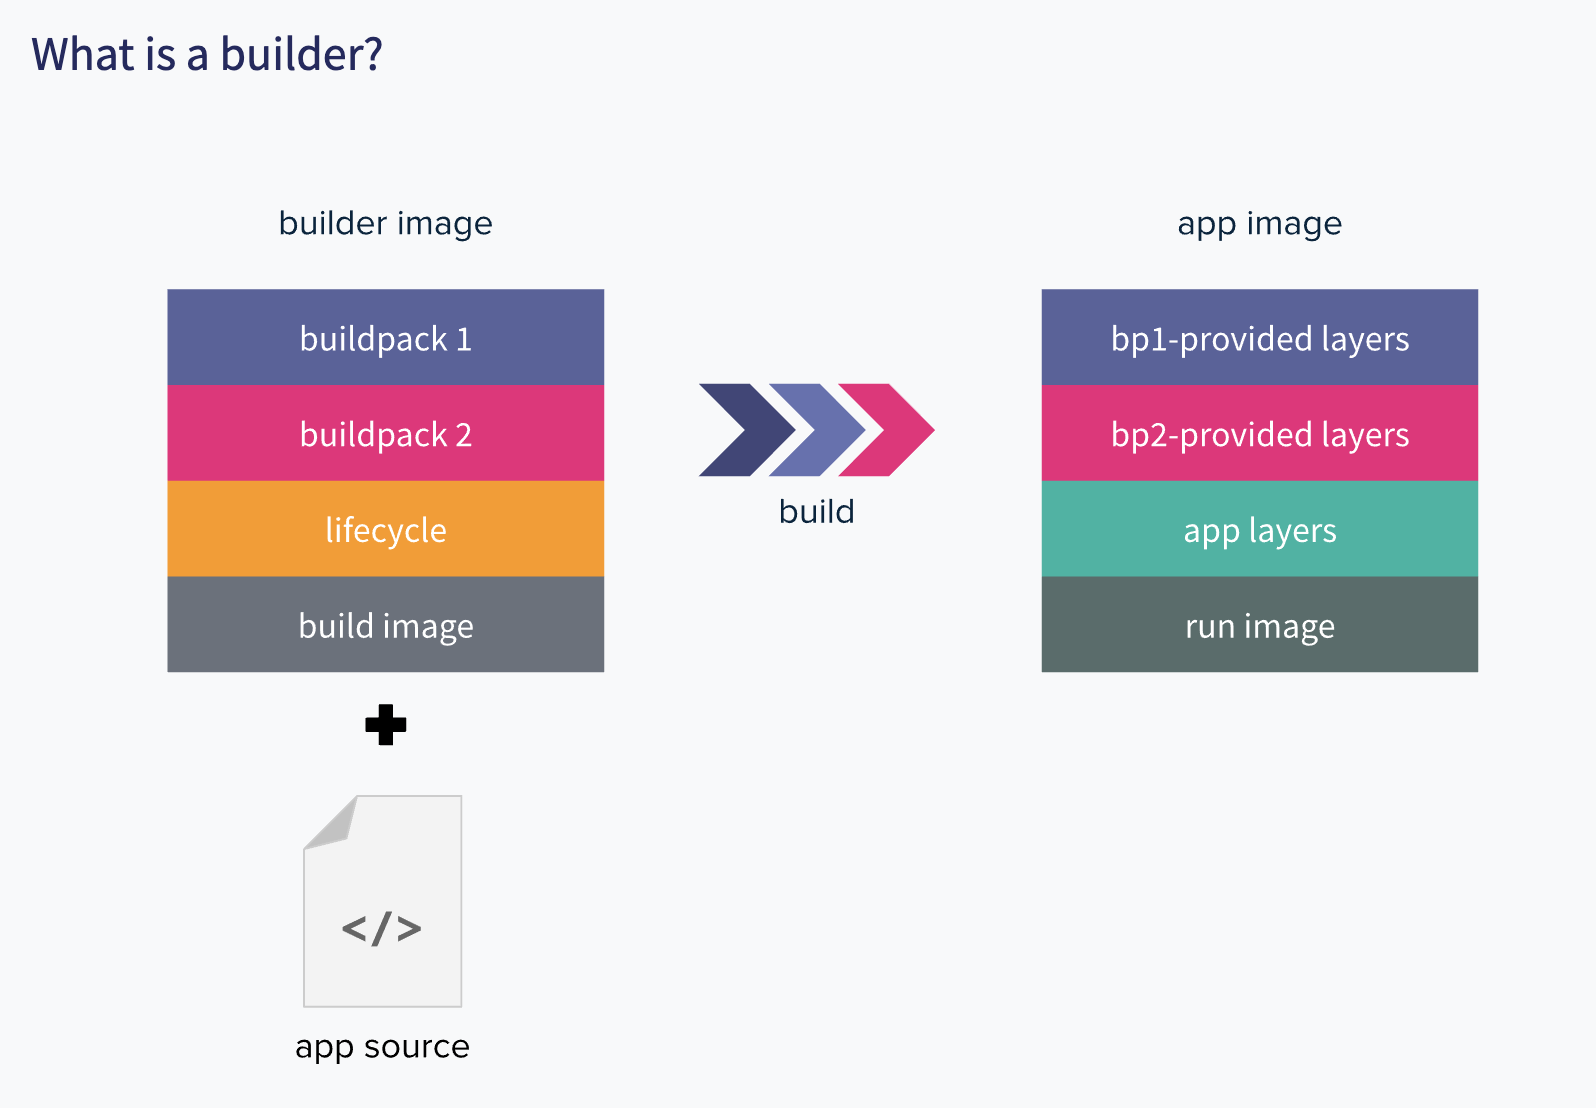 What is a builder?
builder image
buildpack 1
buildpack 2
lifecycle
build image
</>
app source
build
app image
bp1-provided layers
bp2-provided layers
app layers
run image